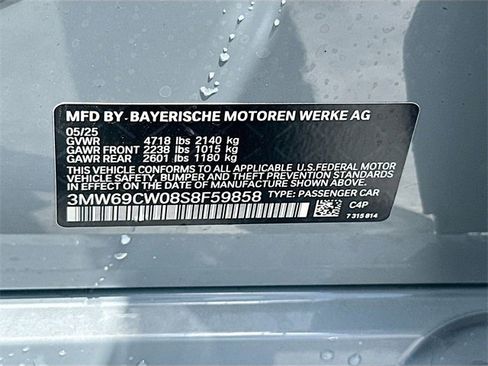 MFD BY-BAYERISCHE MOTOREN WERKE AG
05/25
GVWR 4718 lbs 2140 kg
GAWR FRONT 2238 lbs 1015 kg
GAWR REAR 2601 lbs 1180 kg
THIS VEHICLE CONFORMS TO ALL APPLICABLE U.S.FEDERAL MOTOR
VEHICLE SAFETY, BUMPER, AND THEFT PREVENTION STANDARDS
IN EFFECT ON THE DATE OF MANUFACTURE SHOWN ABOVE.
3MW69CW08S8F59858 TYPE: PASSENGER CAR
C4P
7 315 814